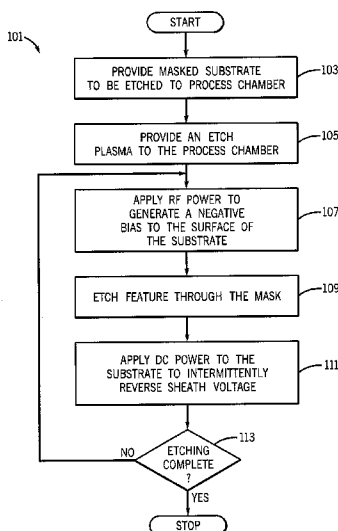 START
101
PROVIDE MASKED SUBSTRATE
TO BE ETCHED TO PROCESS CHAMBER
103
PROVIDE AN ETCH
PLASMA TO THE PROCESS CHAMBER
105
APPLY RF POWER TO
GENERATE A NEGATIVE
BIAS TO THE SURFACE OF
THE SUBSTRATE
107
ETCH FEATURE THROUGH THE MASK
109
APPLY DC POWER TO THE
SUBSTRATE TO INTERMITTENTLY
REVERSE SHEATH VOLTAGE
111
113
NO
ETCHING
COMPLETE
?
YES
STOP